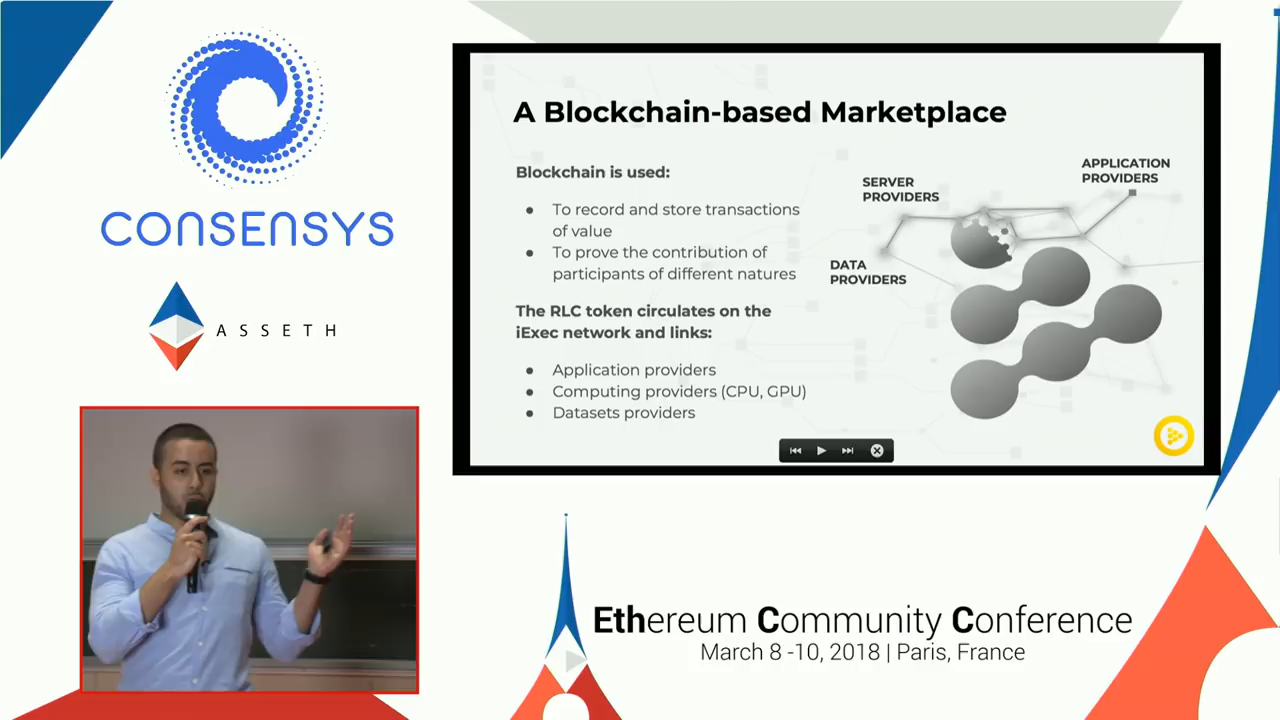 CONSENSYS
ASSETH
A Blockchain-based Marketplace
Blockchain is used:
● To record and store transactions
of value
● To prove the contribution of
participants of different natures
The RLC token circulates on the
iExec network and links:
● Application providers
● Computing providers (CPU, GPU)
● Datasets providers
SERVER
PROVIDERS
APPLICATION
PROVIDERS
DATA
PROVIDERS
Ethereum Community Conference
March 8 -10, 2018 | Paris, France